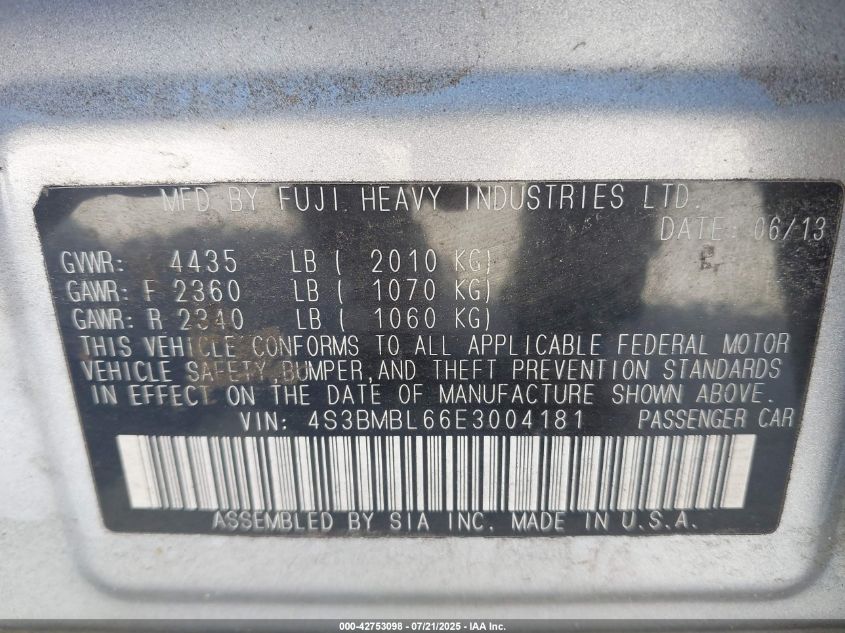 MFD BY FUJI HEAVY INDUSTRIES LTD.
DATE: 06/13
GVWR: 4435 LB ( 2010 KG)
GAWR: F 2360 LB ( 1070 KG)
GAWR: R 2340 LB ( 1060 KG)
THIS VEHICLE CONFORMS TO ALL APPLICABLE FEDERAL MOTOR
VEHICLE SAFETY,BUMPER,AND THEFT PREVENTION STANDARDS
IN EFFECT ON THE DATE OF MANUFACTURE SHOWN ABOVE.
VIN: 4S3BMBL66E3004181 PASSENGER CAR
ASSEMBLED BY SIA INC. MADE IN U.S.A.
000-42753098 - 07/21/2025 - IAA Inc.